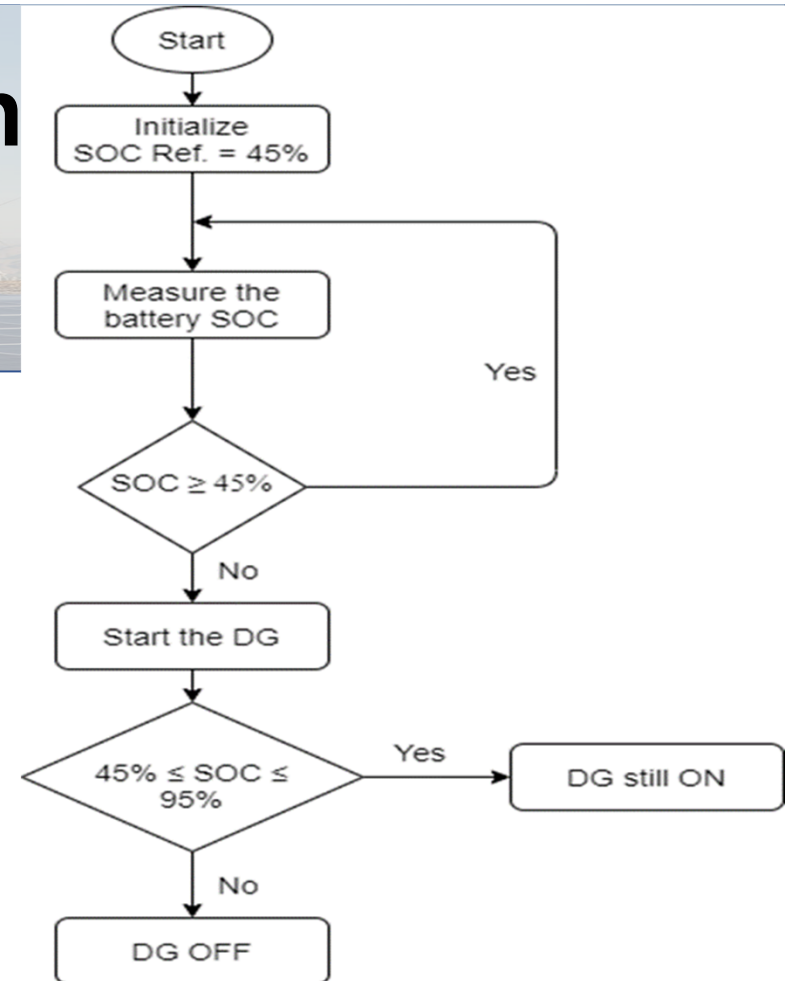 n
Start
Initialize
SOC Ref. = 45%
Measure the
battery SOC
Yes
SOC ≥ 45%
No
Start the DG
45% ≤ SOC ≤
95%
Yes
DG still ON
No
DG OFF